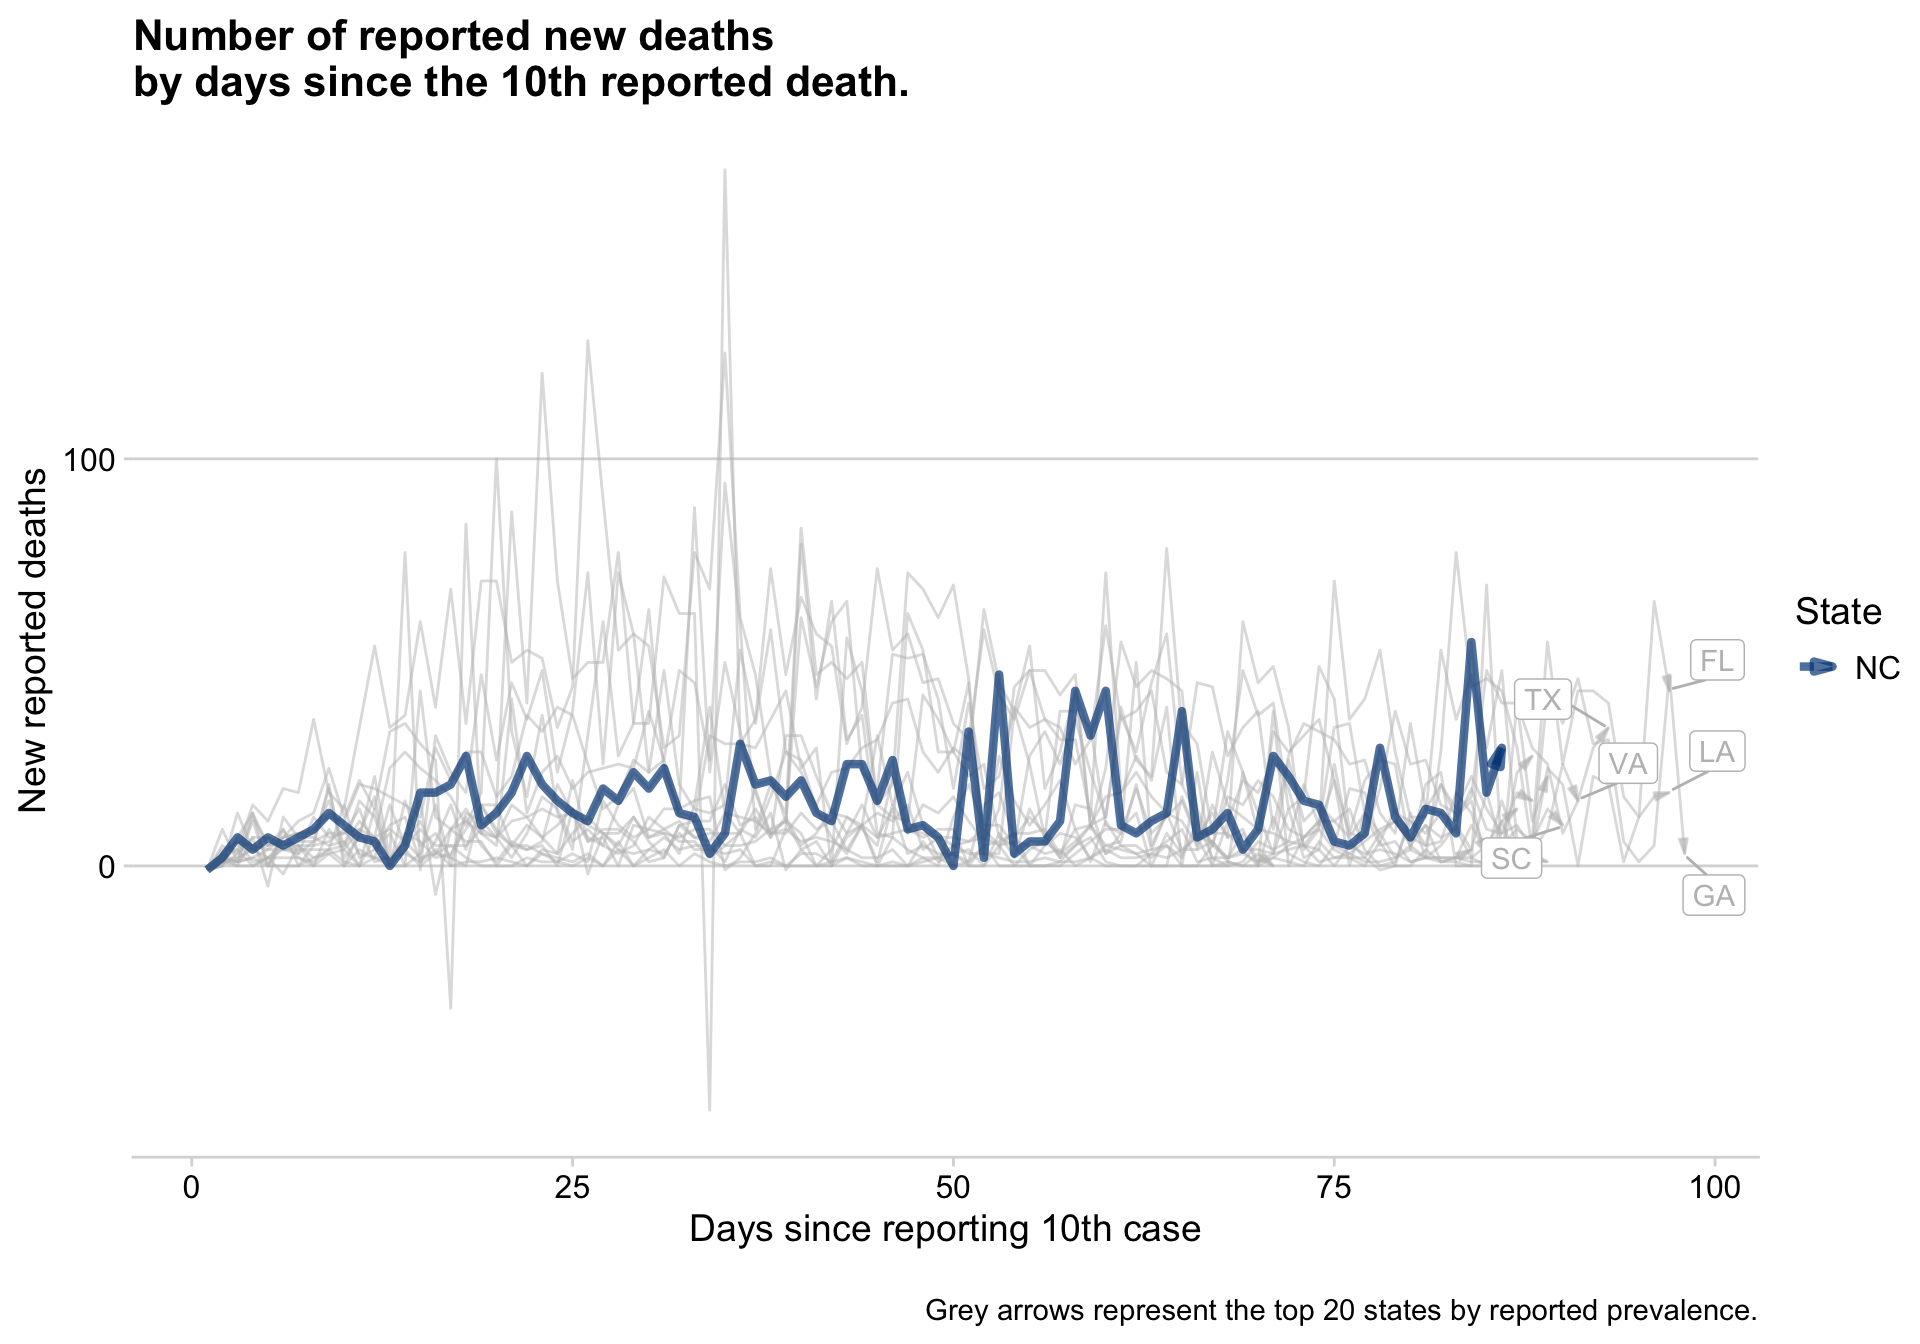 Number of reported new deaths
by days since the 10th reported death.
New reported deaths
100
0
FL
TX
LA
VA
SC
GA
State
NC
0 25 50 75 100
Days since reporting 10th case
Grey arrows represent the top 20 states by reported prevalence.